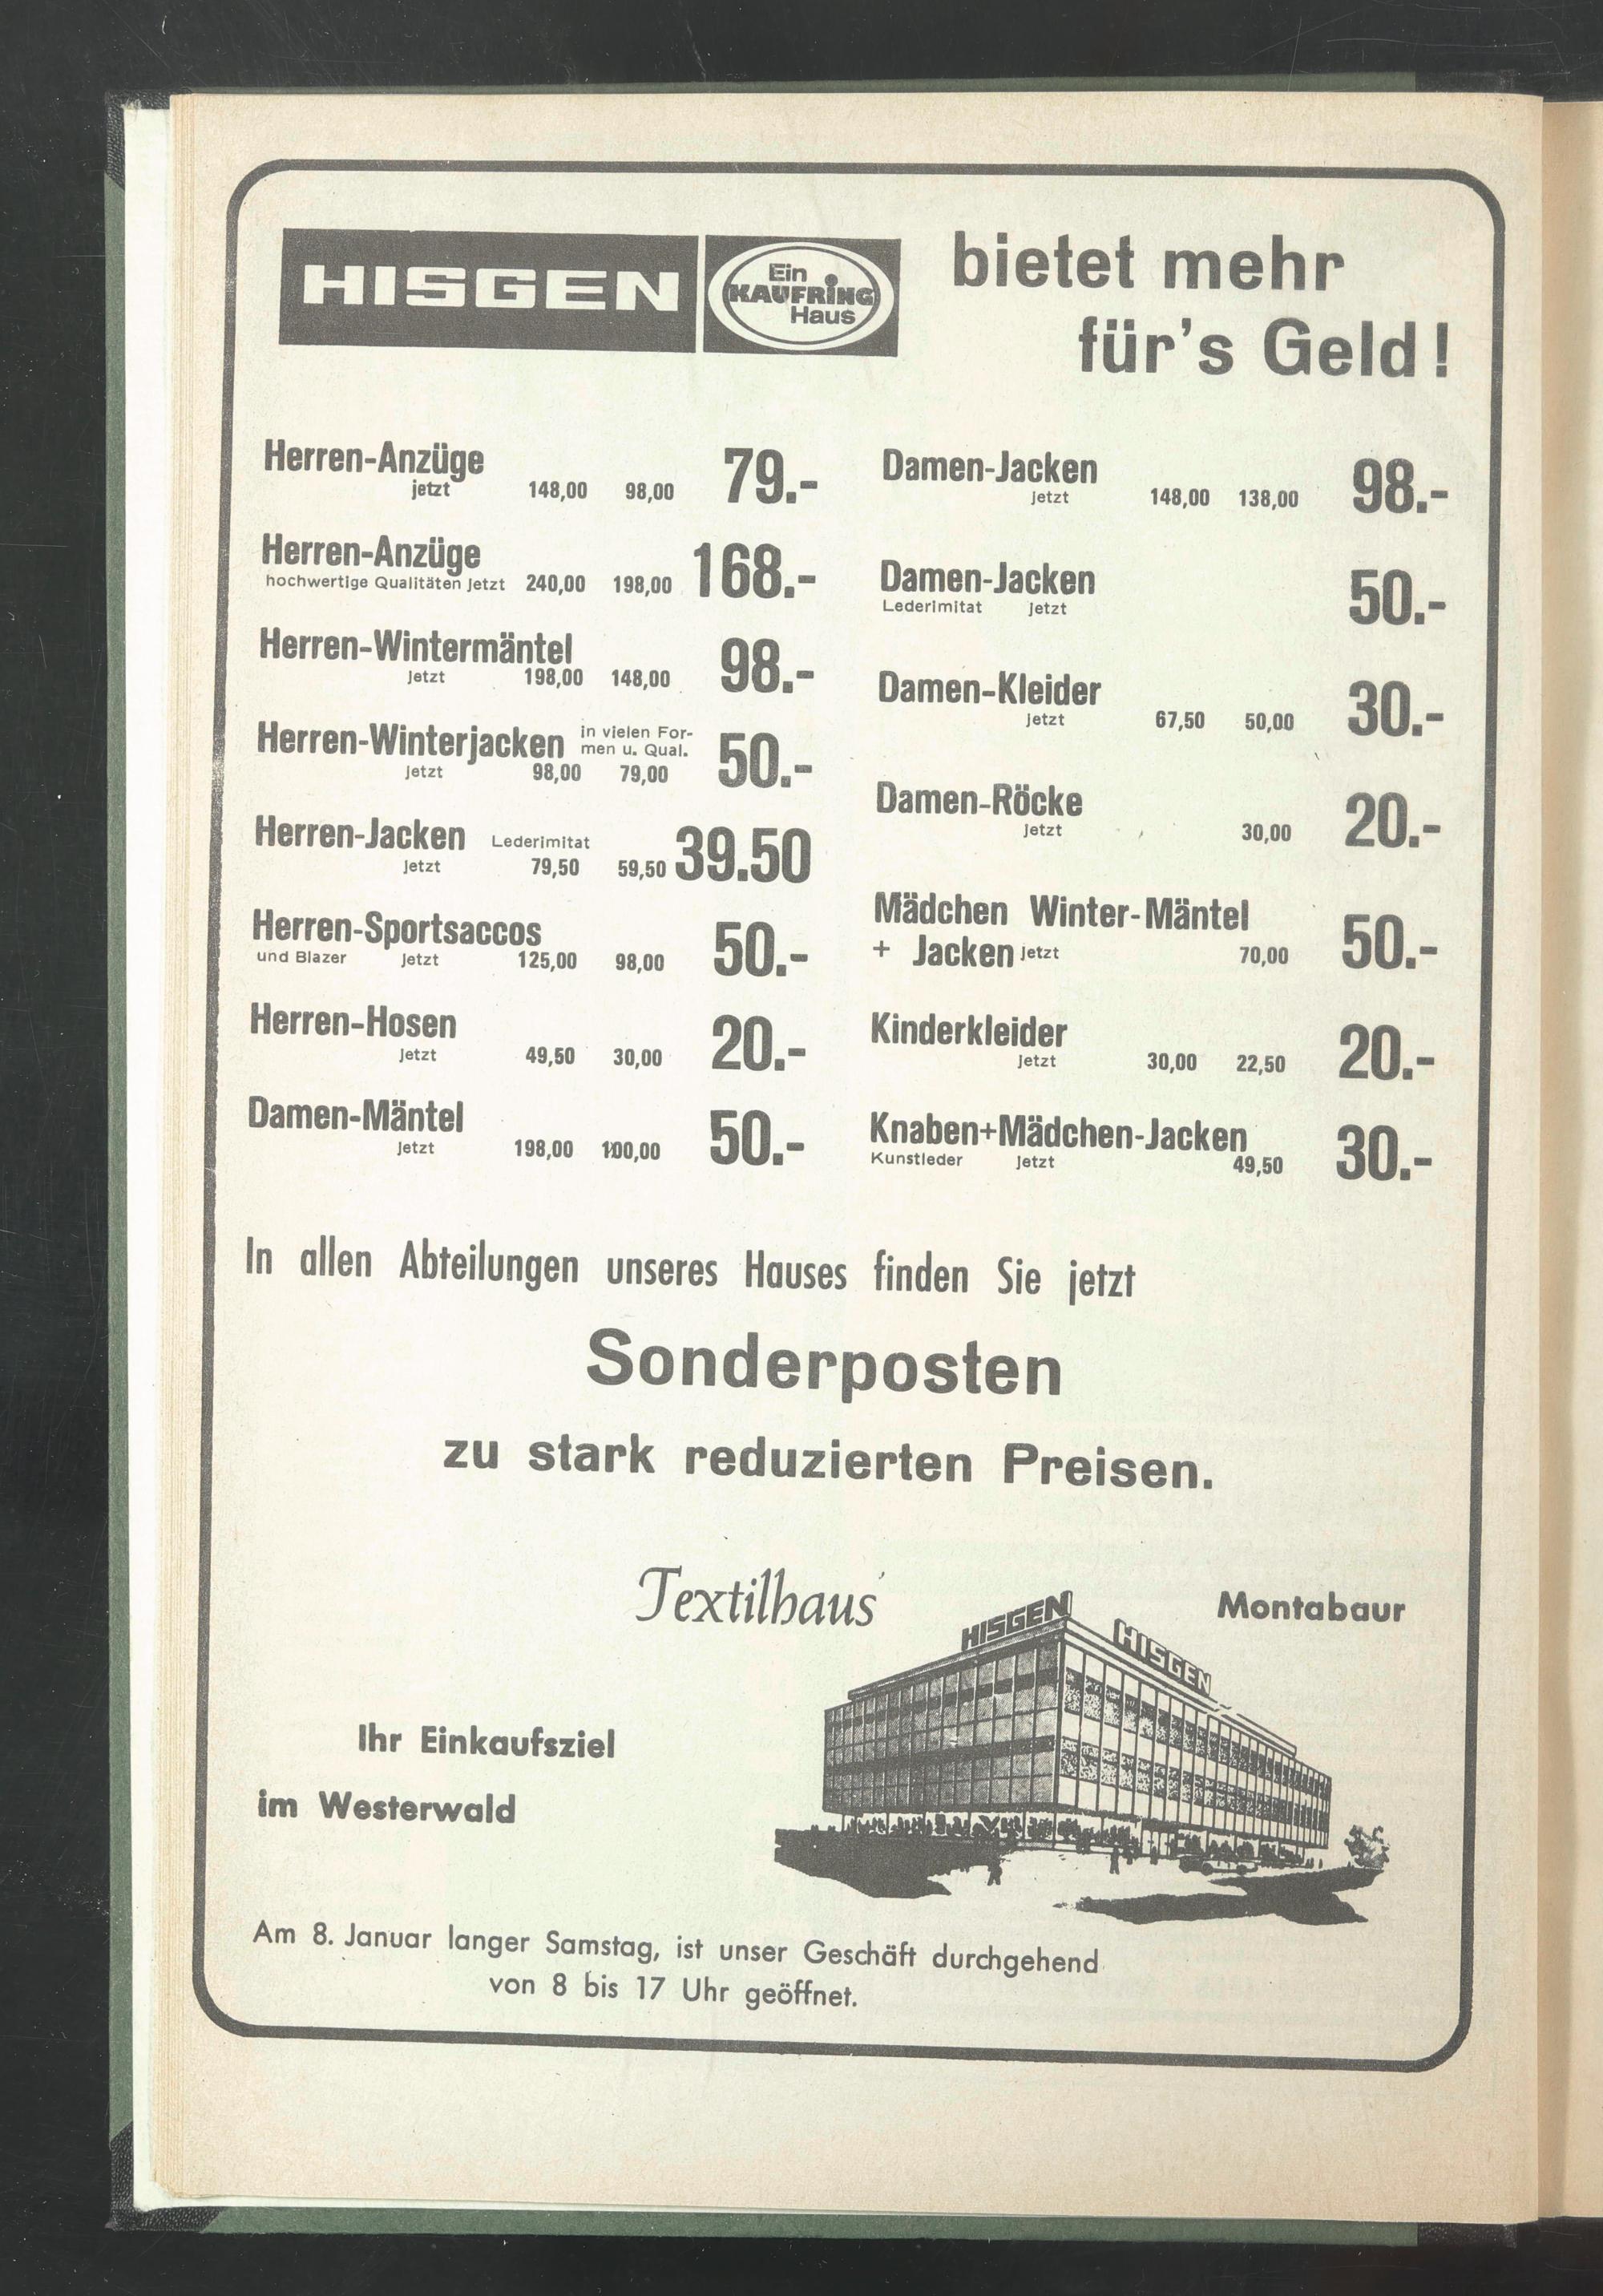 HISGEN
Ein
KAUFRING
Haus
bietet mehr
für's Geld!
Herren-Anzüge
jetzt 148,00 98,00 79.-
Herren-Anzüge
hochwertige Qualitäten jetzt 240,00 198,00 168.-
Herren-Wintermäntel
jetzt 198,00 148,00 98.-
Herren-Winterjacken in vielen For-
men u. Qual.
jetzt 98,00 79,00 50.-
Herren-Jacken Lederimitat
jetzt 79,50 59,50 39.50
Herren-Sportsaccos
und Blazer jetzt 125,00 98,00 50.-
Herren-Hosen
jetzt 49,50 30,00 20.-
Damen-Mäntel
jetzt 198,00 100,00 50.-
Damen-Jacken
jetzt 148,00 138,00 98.-
Damen-Jacken
Lederimitat jetzt 50.-
Damen-Kleider
jetzt 67,50 50,00 30.-
Damen-Röcke
jetzt 30,00 20.-
Mädchen Winter-Mäntel
+ Jacken jetzt 70,00 50.-
Kinderkleider
jetzt 30,00 22,50 20.-
Knaben+Mädchen-Jacken
Kunstleder jetzt 49,50 30.-
In allen Abteilungen unseres Hauses finden Sie jetzt
Sonderposten
zu stark reduzierten Preisen.
Textilhaus
HISGEN
HISGEN
Montabaur
Ihr Einkaufsziel
im Westerwald
Am 8. Januar langer Samstag, ist unser Geschäft durchgehend
von 8 bis 17 Uhr geöffnet.